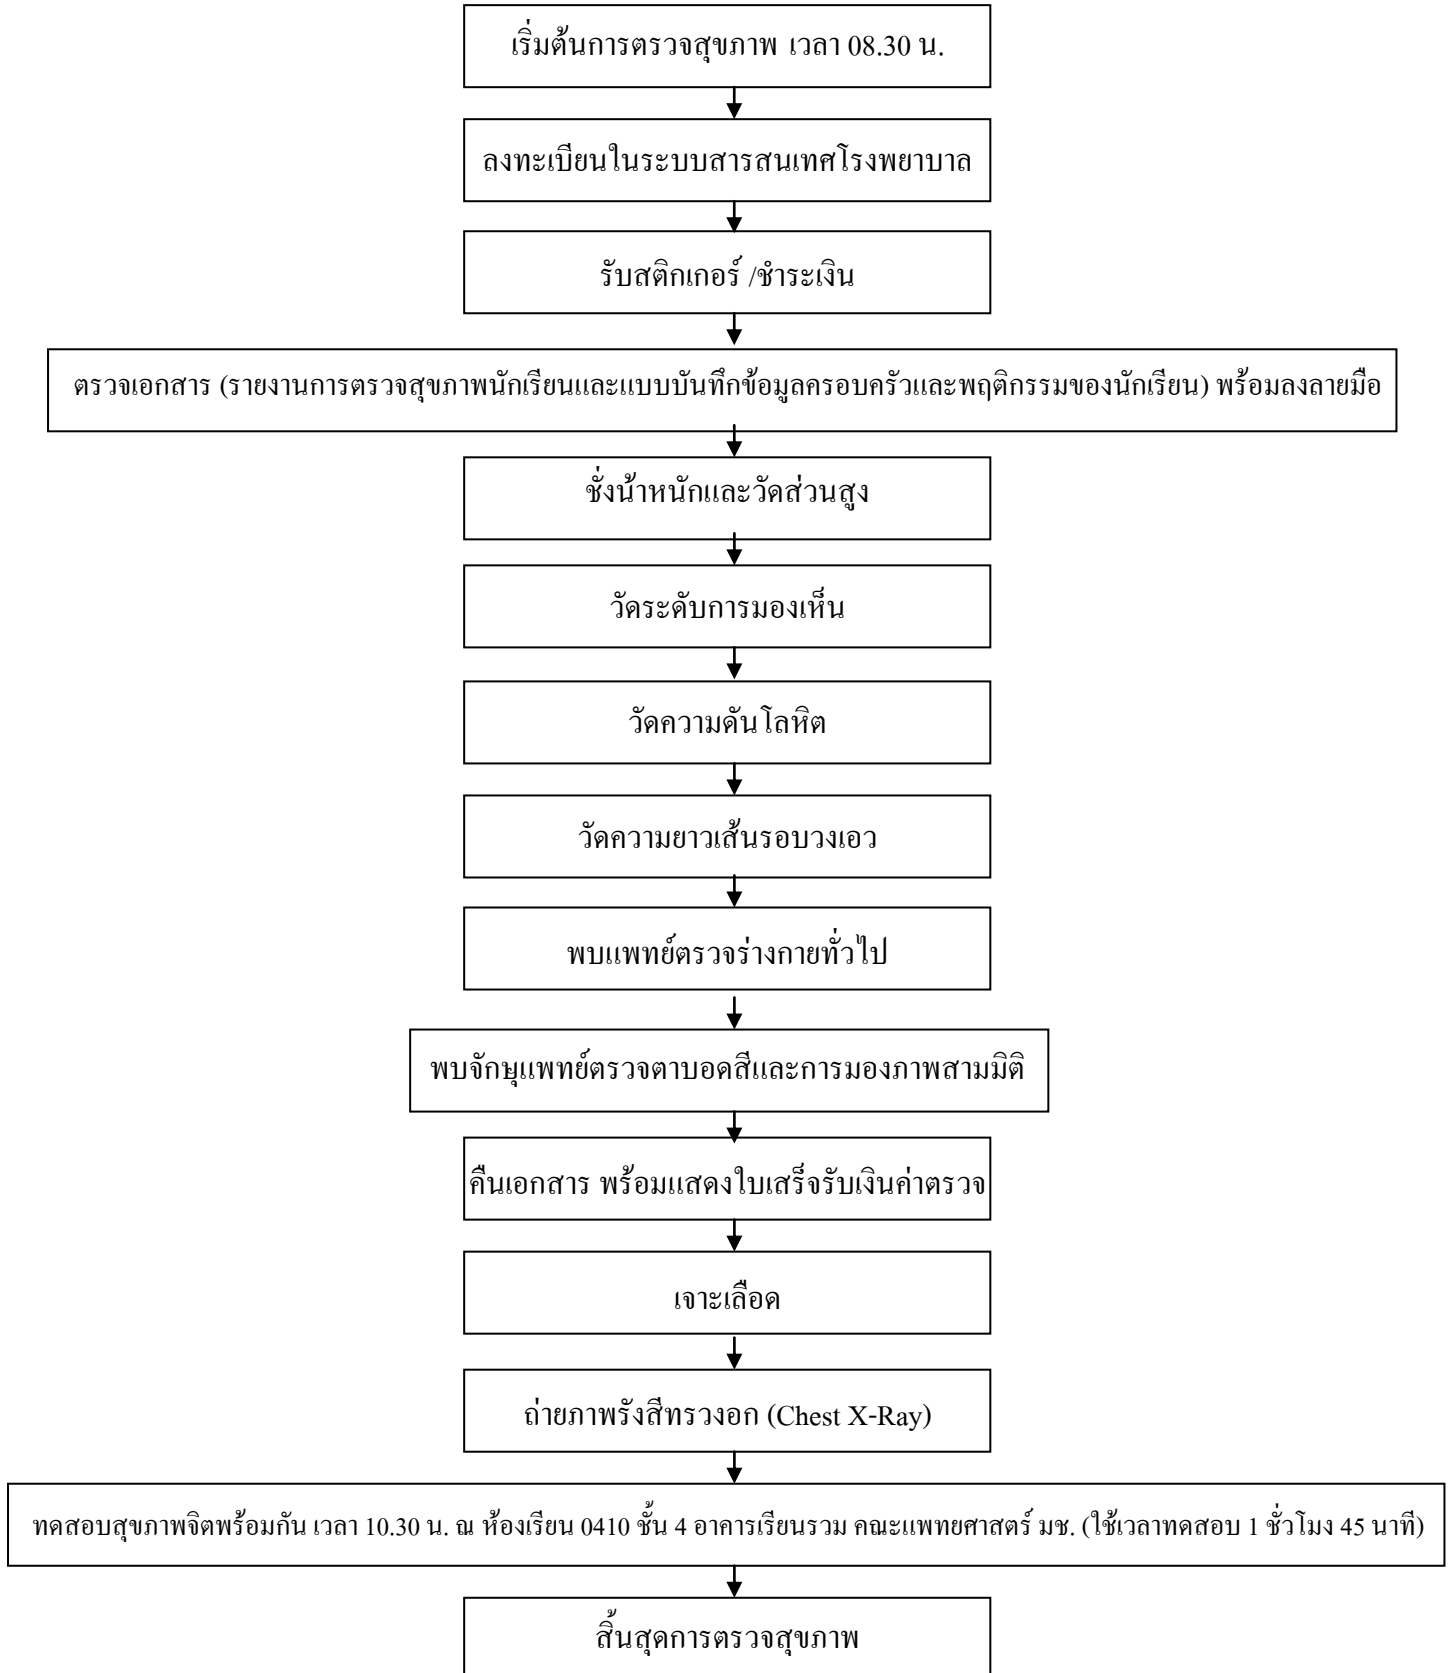 เริ่มต้นการตรวจสุขภาพ เวลา 08.30 น.
ลงทะเบียนในระบบสารสนเทศโรงพยาบาล
รับสติกเกอร์ /ชำระเงิน
ตรวจเอกสาร (รายงานการตรวจสุขภาพนักเรียนและแบบบันทึกข้อมูลครอบครัวและพฤติกรรมของนักเรียน) พร้อมลงลายมือ
ชั่งน้าหนักและวัดส่วนสูง
วัดระดับการมองเห็น
วัดความดันโลหิต
วัดความยาวเส้นรอบวงเอว
พบแพทย์ตรวจร่างกายทั่วไป
พบจักษุแพทย์ตรวจตาบอดสีและการมองภาพสามมิติ
คืนเอกสาร พร้อมแสดงใบเสร็จรับเงินค่าตรวจ
เจาะเลือด
ถ่ายภาพรังสีทรวงอก (Chest X-Ray)
ทดสอบสุขภาพจิตพร้อมกัน เวลา 10.30 น. ณ ห้องเรียน 0410 ชั้น 4 อาคารเรียนรวม คณะแพทยศาสตร์ มช. (ใช้เวลาทดสอบ 1 ชั่วโมง 45 นาที)
สิ้นสุดการตรวจสุขภาพ